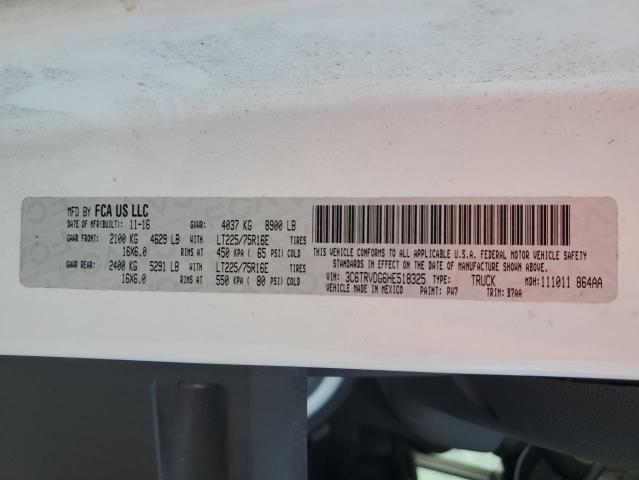 MFD BY FCA US LLC
DATE OF MFR(BUILT): 11-16 GVWR: 4037 KG 8900 LB
GAWR FRONT: 2100 KG 4629 LB WITH LT225/75R16E TIRES
16X6.0 RIMS AT 450 KPA ( 65 PSI) COLD
GAWR REAR: 2400 KG 5291 LB WITH LT225/75R16E TIRES
16X6.0 RIMS AT 550 KPA ( 80 PSI) COLD
THIS VEHICLE CONFORMS TO ALL APPLICABLE U.S.A. FEDERAL MOTOR VEHICLE SAFETY
STANDARDS IN EFFECT ON THE DATE OF MANUFACTURE SHOWN ABOVE.
VIN: 3C6TRVDG6HE518325 TYPE: TRUCK MDH: 111011 864AA
VEHICLE MADE IN MEXICO PAINT: PW7 TRIM: 37AA